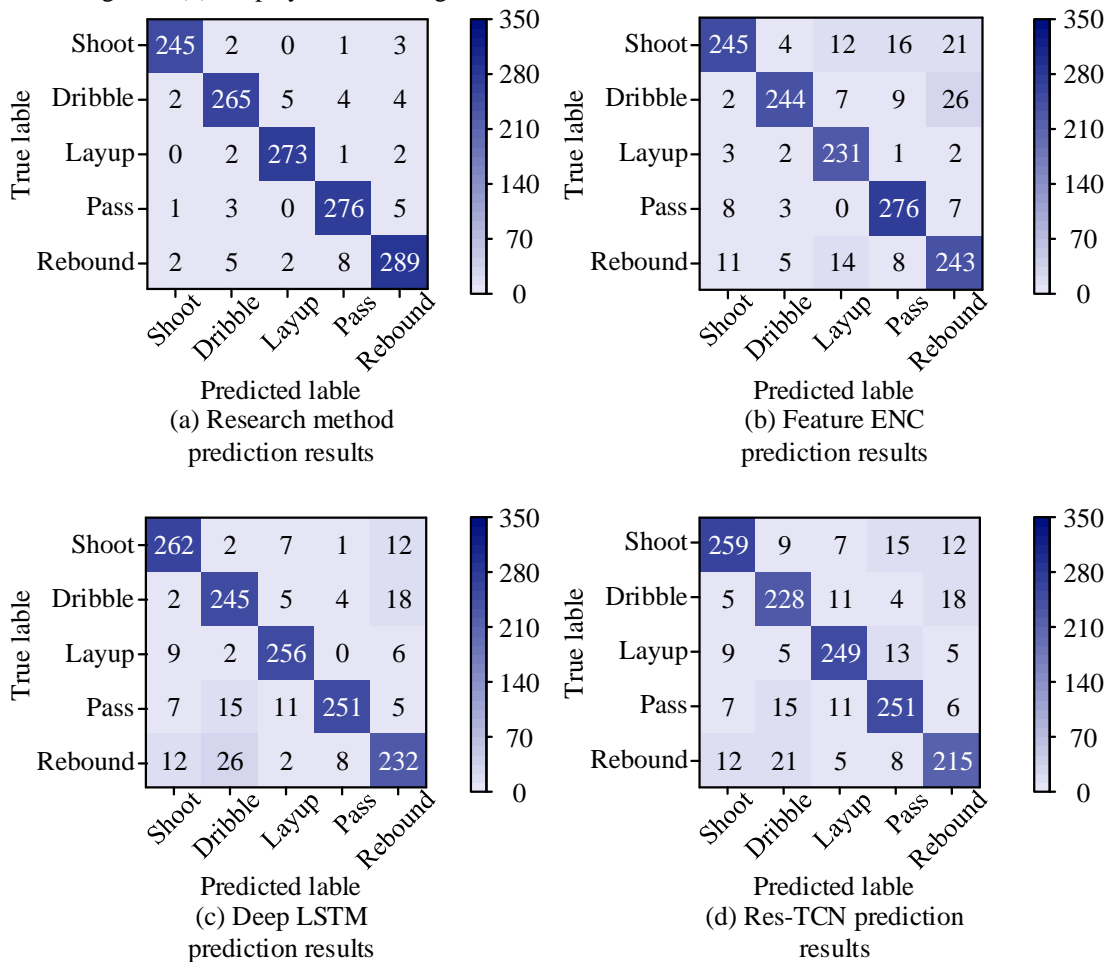 Shoot 245 2 0 1 3
Dribble 2 265 5 4 4
Layup 0 2 273 1 2
Pass 1 3 0 276 5
Rebound 2 5 2 8 289
True lable
Shoot Dribble Layup Pass Rebound
Predicted lable
350
280
210
140
70
0
(a) Research method
prediction results
Shoot 245 4 12 16 21
Dribble 2 244 7 9 26
Layup 3 2 231 1 2
Pass 8 3 0 276 7
Rebound 11 5 14 8 243
True lable
Shoot Dribble Layup Pass Rebound
Predicted lable
350
280
210
140
70
0
(b) Feature ENC
prediction results
Shoot 262 2 7 1 12
Dribble 2 245 5 4 18
Layup 9 2 256 0 6
Pass 7 15 11 251 5
Rebound 12 26 2 8 232
True lable
Shoot Dribble Layup Pass Rebound
Predicted lable
350
280
210
140
70
0
(c) Deep LSTM
prediction results
Shoot 259 9 7 15 12
Dribble 5 228 11 4 18
Layup 9 5 249 13 5
Pass 7 15 11 251 6
Rebound 12 21 5 8 215
True lable
Shoot Dribble Layup Pass Rebound
Predicted lable
350
280
210
140
70
0
(d) Res-TCN prediction
results